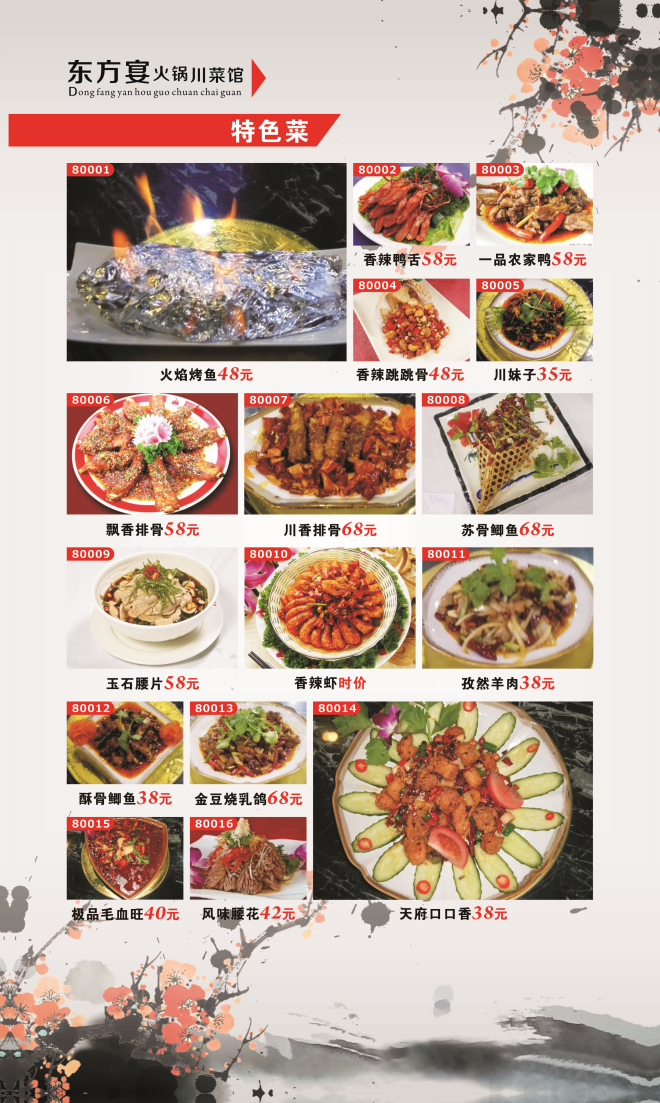 东方宴火锅川菜馆
Dong fang yan hou guo chuan chai guan
特色菜
80001
80002
80003
香辣鸭舌58元
一品农家鸭58元
80004
80005
火焰烤鱼48元
香辣跳跳骨48元
川妹子35元
80006
80007
80008
飘香排骨58元
川香排骨68元
苏骨鲫鱼68元
80009
80010
80011
玉石腰片58元
香辣虾时价
孜然羊肉38元
80012
80013
80014
酥骨鲫鱼38元
金豆烧乳鸽68元
80015
80016
极品毛血旺40元
风味腰花42元
天府口口香38元